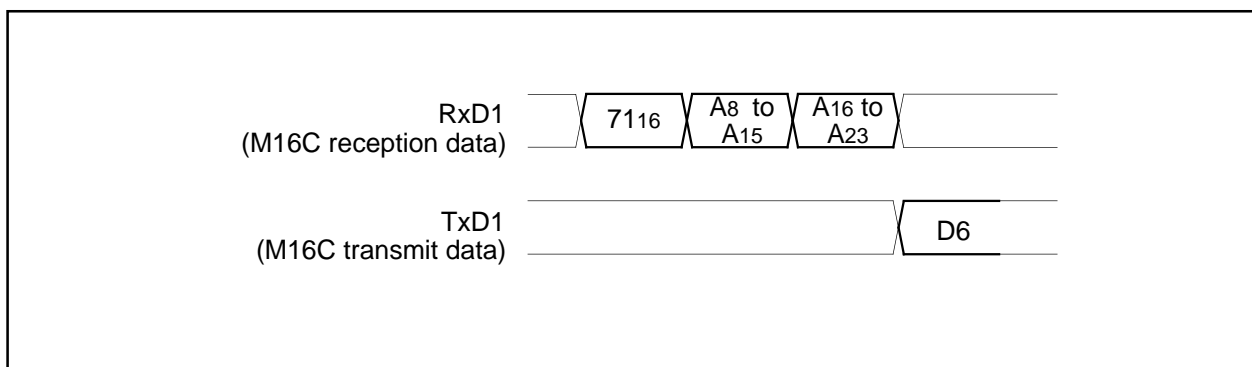 RxD1
(M16C reception data)
7116
A8 to
A15
A16 to
A23
TxD1
(M16C transmit data)
D6